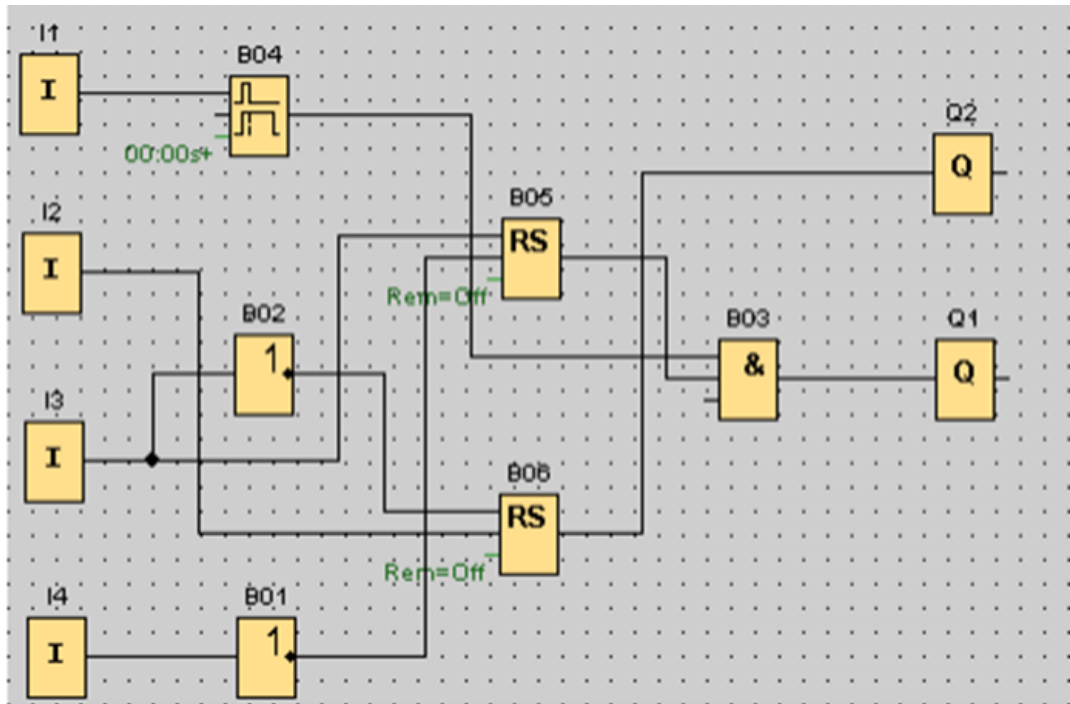 I1
I
B04
00:00s+
Q2
Q
I2
I
B05
RS
Rem=Off
B02
1
B03
&
Q1
Q
I3
I
B06
RS
Rem=Off
I4
I
B01
1